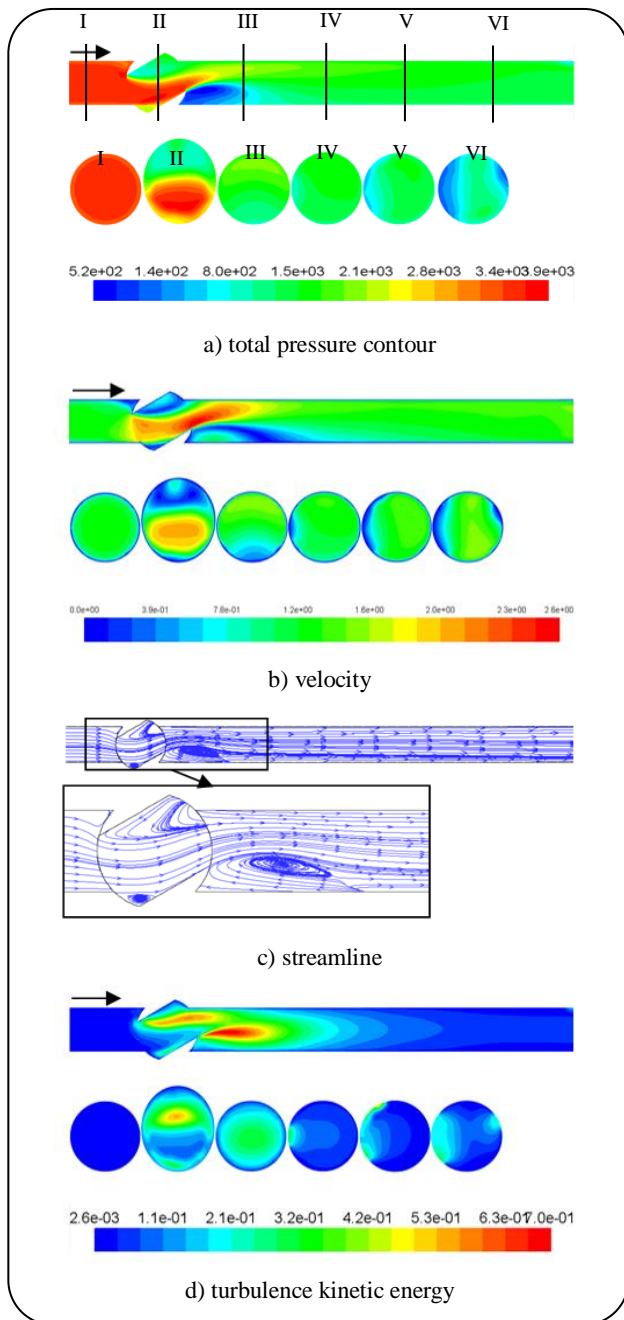 I II III IV V VI
I II III IV V VI
5.2e+02 1.4e+02 8.0e+02 1.5e+03 2.1e+03 2.8e+03 3.4e+03 3.9e+03
a) total pressure contour
0.0e+00 3.9e-01 7.8e-01 1.2e+00 1.6e+00 2.0e+00 2.3e+00 2.6e+00
b) velocity
c) streamline
2.6e-03 1.1e-01 2.1e-01 3.2e-01 4.2e-01 5.3e-01 6.3e-01 7.0e-01
d) turbulence kinetic energy